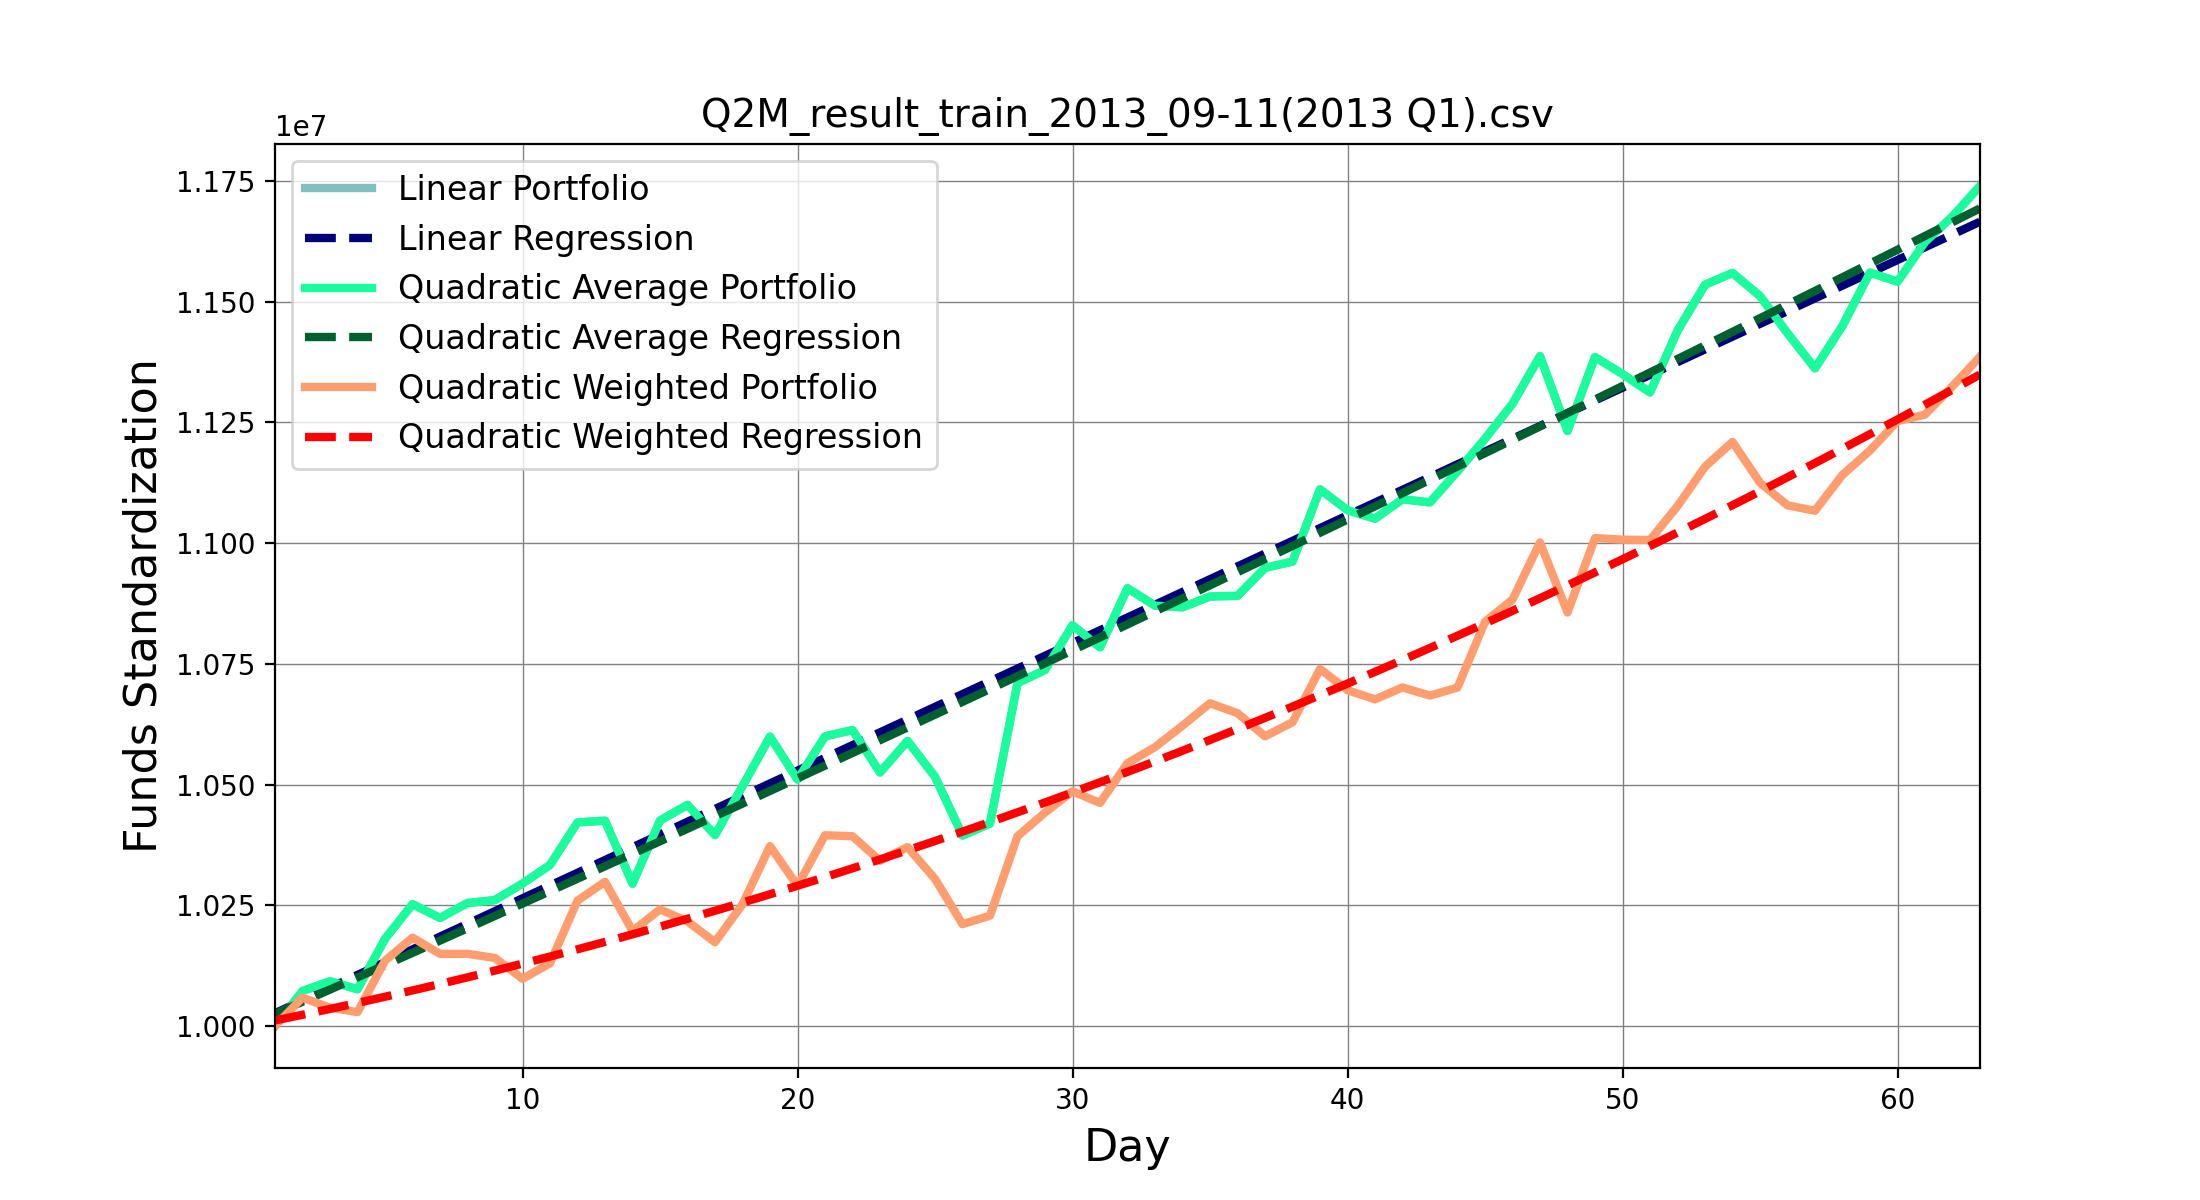 Q2M_result_train_2013_09-11(2013 Q1).csv
1e7
Linear Portfolio
Linear Regression
Quadratic Average Portfolio
Quadratic Average Regression
Quadratic Weighted Portfolio
Quadratic Weighted Regression
Funds Standardization
1.175
1.150
1.125
1.100
1.075
1.050
1.025
1.000
10 20 30 40 50 60
Day